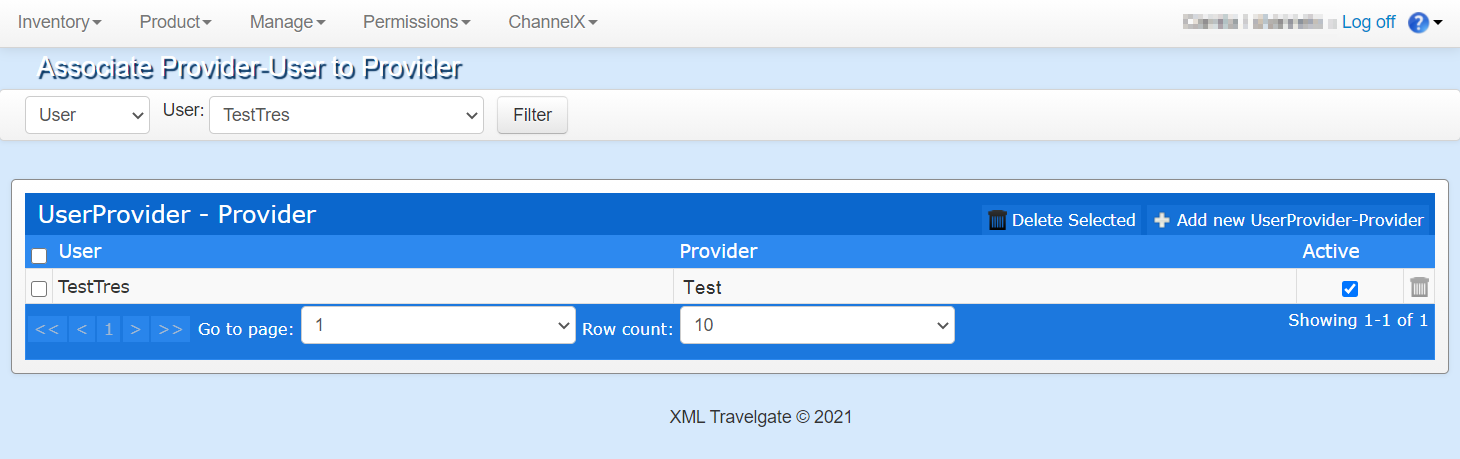 Inventory Product Manage Permissions ChannelX Log off ?
Associate Provider-User to Provider
User User: TestTres Filter
UserProvider - Provider
Delete Selected Add new UserProvider-Provider
User Provider Active
TestTres Test
<< < 1 > >> Go to page: 1 Row count: 10 Showing 1-1 of 1
XML Travelgate © 2021